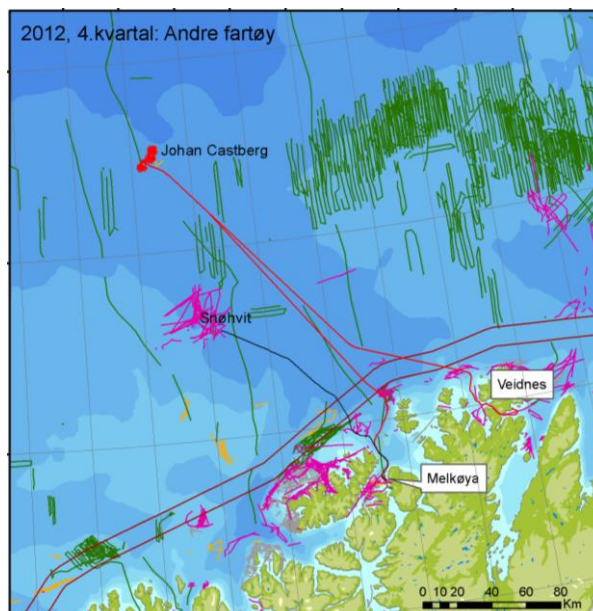 2012, 4.kvartal: Andre fartøy
Johan Castberg
Snøhvit
Veidnes
Melkøya
0 10 20 40 60 80
Km